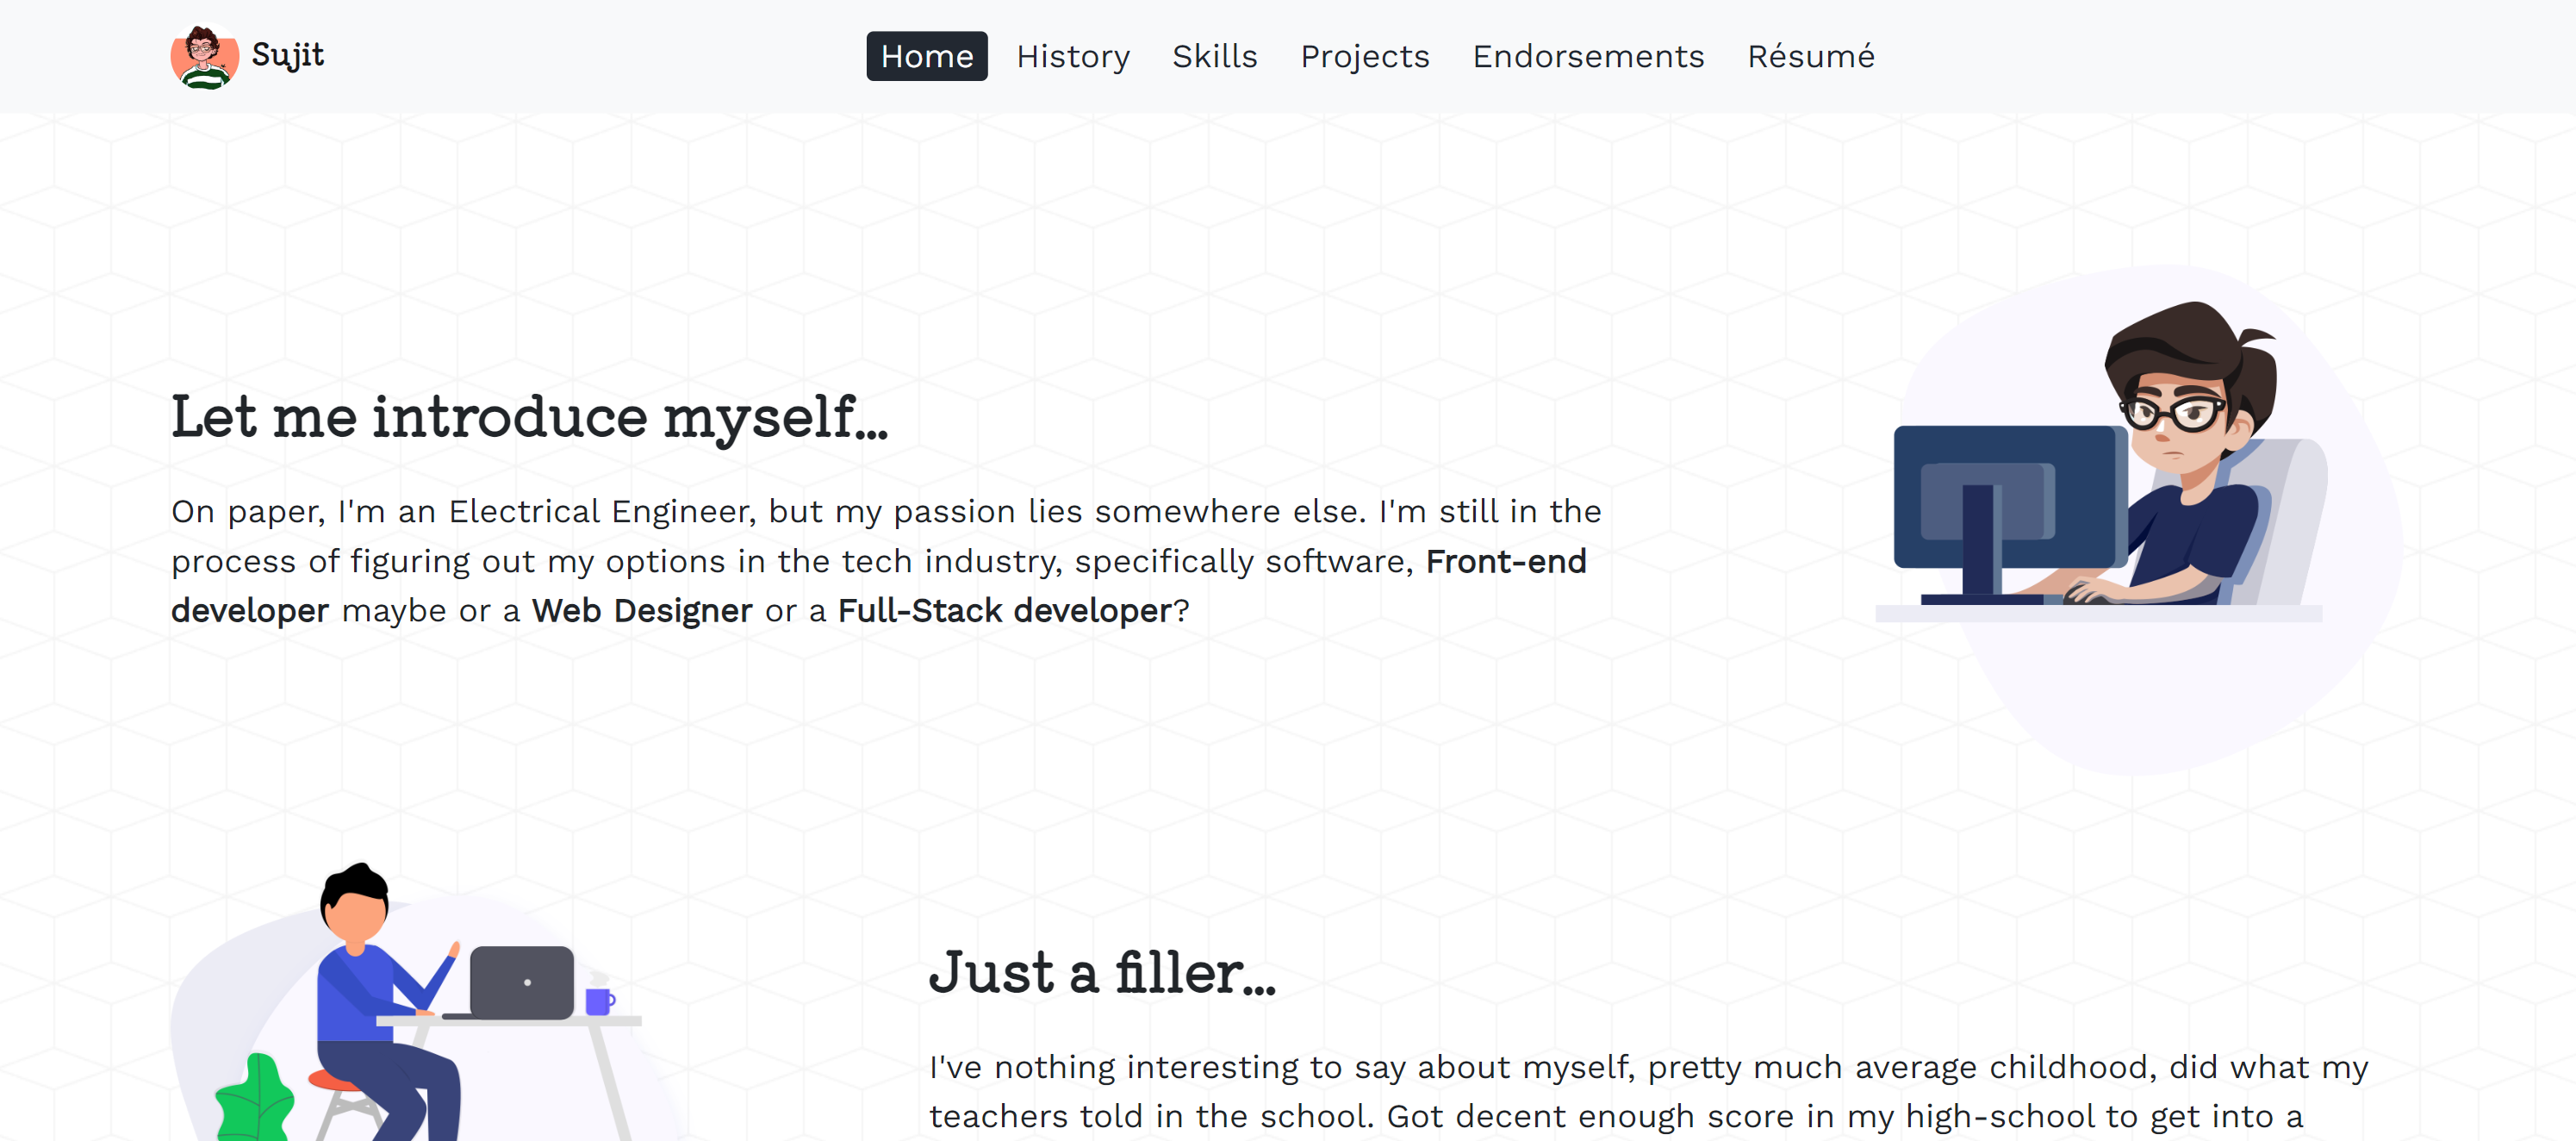 Sujit
Home History Skills Projects Endorsements Résumé
Let me introduce myself...
On paper, I'm an Electrical Engineer, but my passion lies somewhere else. I'm still in the
process of figuring out my options in the tech industry, specifically software, Front-end
developer maybe or a Web Designer or a Full-Stack developer?
Just a filler...
I've nothing interesting to say about myself, pretty much average childhood, did what my
teachers told in the school. Got decent enough score in my high-school to get into a